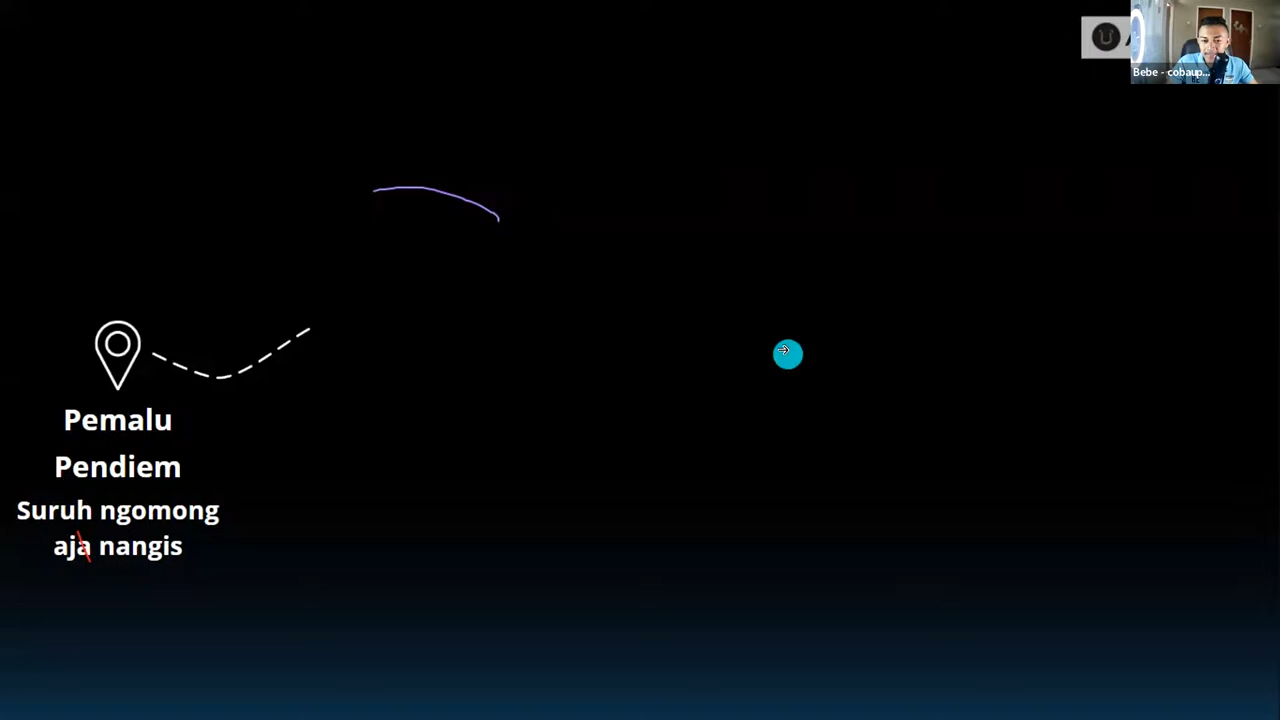 Bebe - cobaup...
Pemalu
Pendiem
Suruh ngomong
aja nangis